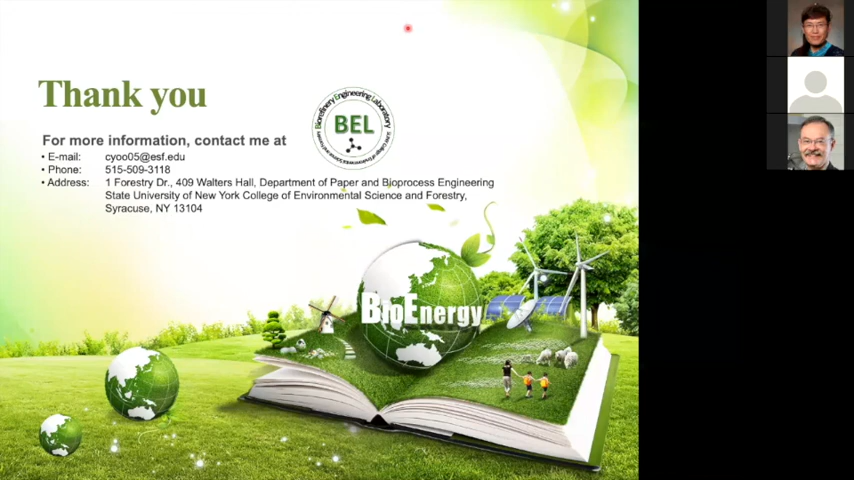 Thank you
Biorefinery Engineering Laboratory
BEL
For more information, contact me at
• E-mail: cyoo05@esf.edu
• Phone: 515-509-3118
• Address: 1 Forestry Dr., 409 Walters Hall, Department of Paper and Bioprocess Engineering
State University of New York College of Environmental Science and Forestry,
Syracuse, NY 13104
BioEnergy